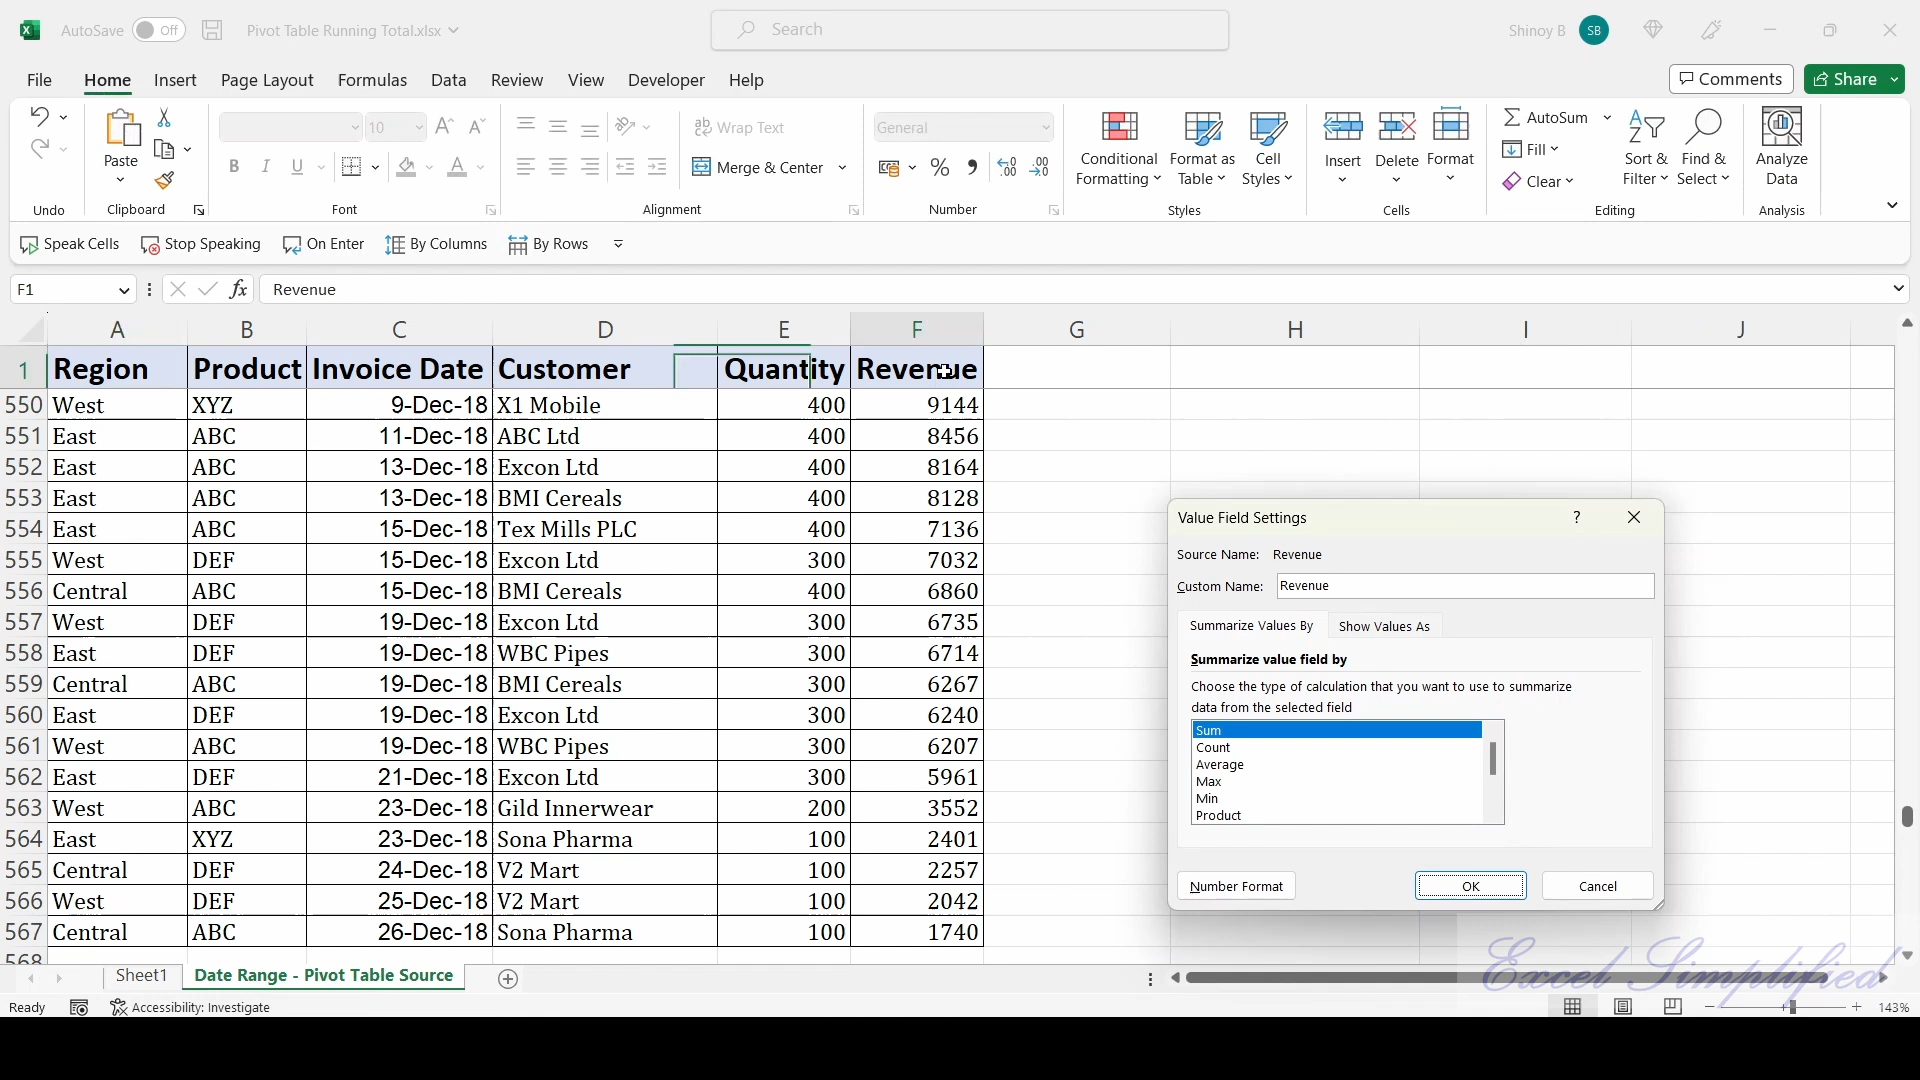 AutoSave Off Pivot Table Running Total.xlsx Search Shinoy B SB
File Home Insert Page Layout Formulas Data Review View Developer Help Comments Share
Paste
10
B I U
Wrap Text
Merge & Center
General
Conditional Formatting
Format as Table
Cell Styles
Insert
Delete
Format
AutoSum
Fill
Clear
Sort & Filter
Find & Select
Analyze Data
Undo Clipboard Font Alignment Number Styles Cells Editing Analysis
Speak Cells Stop Speaking On Enter By Columns By Rows
F1 fx Revenue
A B C D E F G H I J
1 Region Product Invoice Date Customer Quantity Revenue
550 West XYZ 9-Dec-18 X1 Mobile 400 9144
551 East ABC 11-Dec-18 ABC Ltd 400 8456
552 East ABC 13-Dec-18 Excon Ltd 400 8164
553 East ABC 13-Dec-18 BMI Cereals 400 8128
554 East ABC 15-Dec-18 Tex Mills PLC 400 7136
555 West DEF 15-Dec-18 Excon Ltd 300 7032
556 Central ABC 15-Dec-18 BMI Cereals 400 6860
557 West DEF 19-Dec-18 Excon Ltd 300 6735
558 East DEF 19-Dec-18 WBC Pipes 300 6714
559 Central ABC 19-Dec-18 BMI Cereals 300 6267
560 East DEF 19-Dec-18 Excon Ltd 300 6240
561 West ABC 19-Dec-18 WBC Pipes 300 6207
562 East DEF 21-Dec-18 Excon Ltd 300 5961
563 West ABC 23-Dec-18 Gild Innerwear 200 3552
564 East XYZ 23-Dec-18 Sona Pharma 100 2401
565 Central DEF 24-Dec-18 V2 Mart 100 2257
566 West DEF 25-Dec-18 V2 Mart 100 2042
567 Central ABC 26-Dec-18 Sona Pharma 100 1740
568
Value Field Settings ?
Source Name: Revenue
Custom Name: Revenue
Summarize Values By Show Values As
Summarize value field by
Choose the type of calculation that you want to use to summarize
data from the selected field
Sum
Count
Average
Max
Min
Product
Number Format OK Cancel
Excel Simplified
Sheet1 Date Range - Pivot Table Source
Ready Accessibility: Investigate 143%